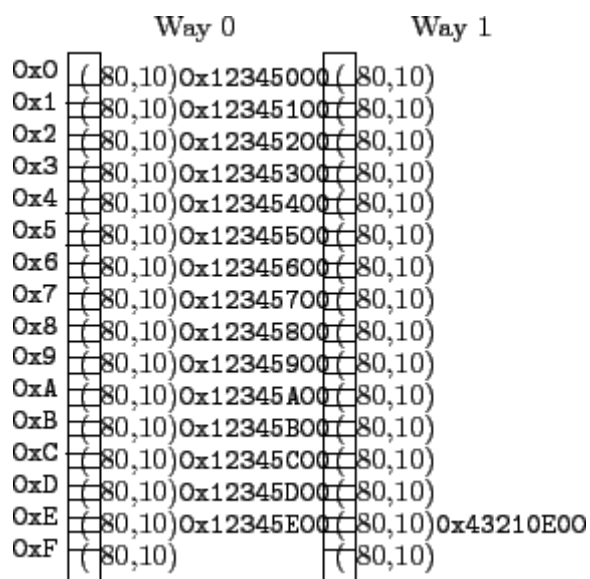 Way 0 Way 1
0x0 ( 80,10)0x12345000( 80,10)
0x1 ( 80,10)0x12345100( 80,10)
0x2 ( 80,10)0x12345200( 80,10)
0x3 ( 80,10)0x12345300( 80,10)
0x4 ( 80,10)0x12345400( 80,10)
0x5 ( 80,10)0x12345500( 80,10)
0x6 ( 80,10)0x12345600( 80,10)
0x7 ( 80,10)0x12345700( 80,10)
0x8 ( 80,10)0x12345800( 80,10)
0x9 ( 80,10)0x12345900( 80,10)
0xA ( 80,10)0x12345A00( 80,10)
0xB ( 80,10)0x12345B00( 80,10)
0xC ( 80,10)0x12345C00( 80,10)
0xD ( 80,10)0x12345D00( 80,10)
0xE ( 80,10)0x12345E00( 80,10)0x43210E00
0xF ( 80,10) ( 80,10)